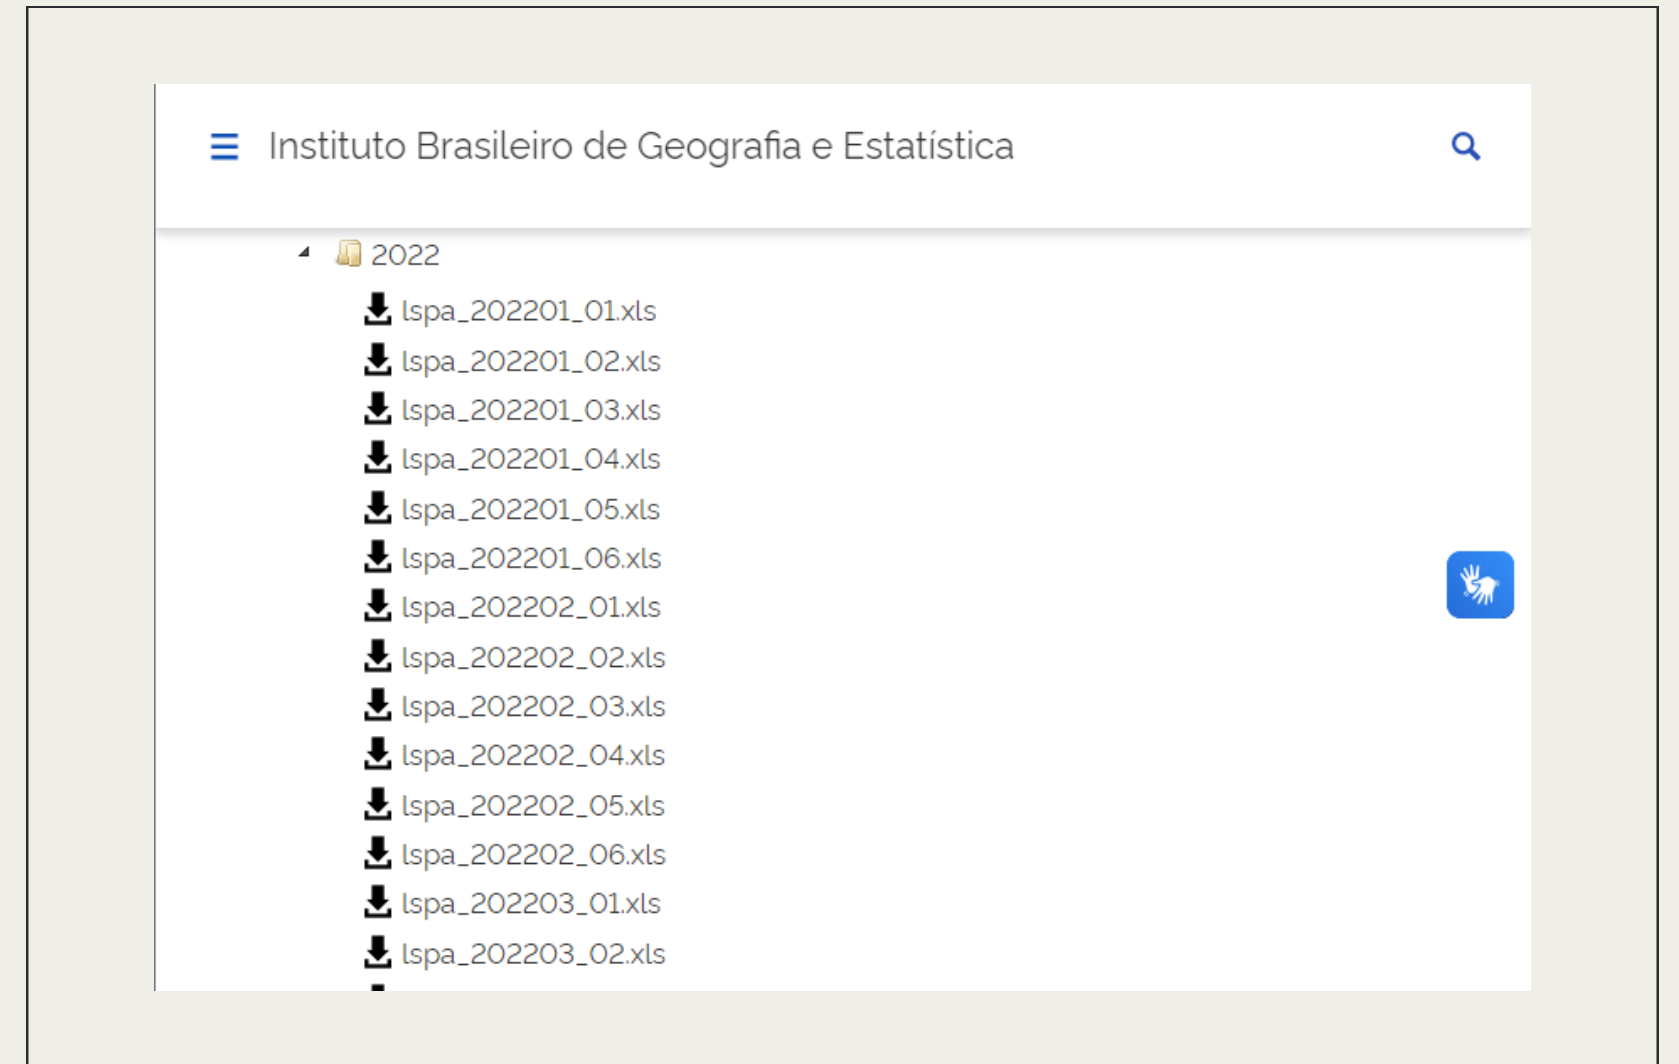 Instituto Brasileiro de Geografia e Estatística
2022
lspa_202201_01.xls
lspa_202201_02.xls
lspa_202201_03.xls
lspa_202201_04.xls
lspa_202201_05.xls
lspa_202201_06.xls
lspa_202202_01.xls
lspa_202202_02.xls
lspa_202202_03.xls
lspa_202202_04.xls
lspa_202202_05.xls
lspa_202202_06.xls
lspa_202203_01.xls
lspa_202203_02.xls